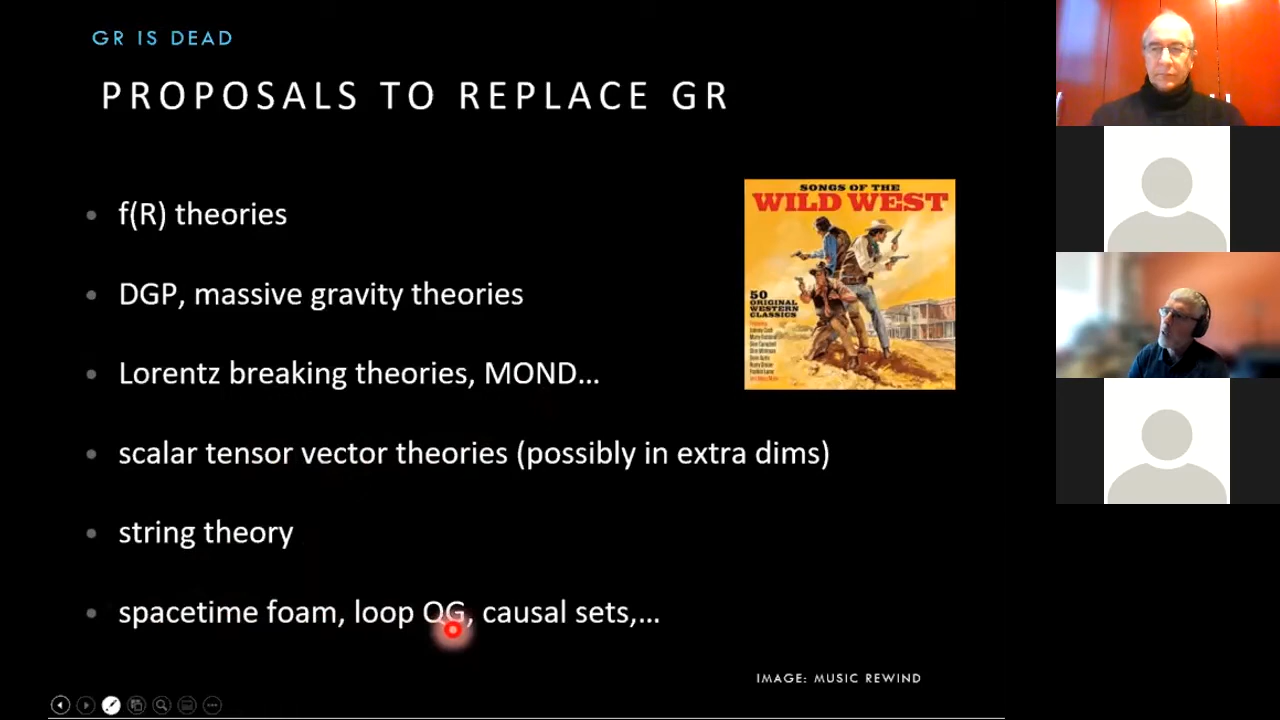 GR IS DEAD
PROPOSALS TO REPLACE GR
f(R) theories
DGP, massive gravity theories
Lorentz breaking theories, MOND...
scalar tensor vector theories (possibly in extra dims)
string theory
spacetime foam, loop QG, causal sets,...
SONGS OF THE
WILD WEST
50
ORIGINAL
WESTERN
CLASSICS
IMAGE: MUSIC REWIND